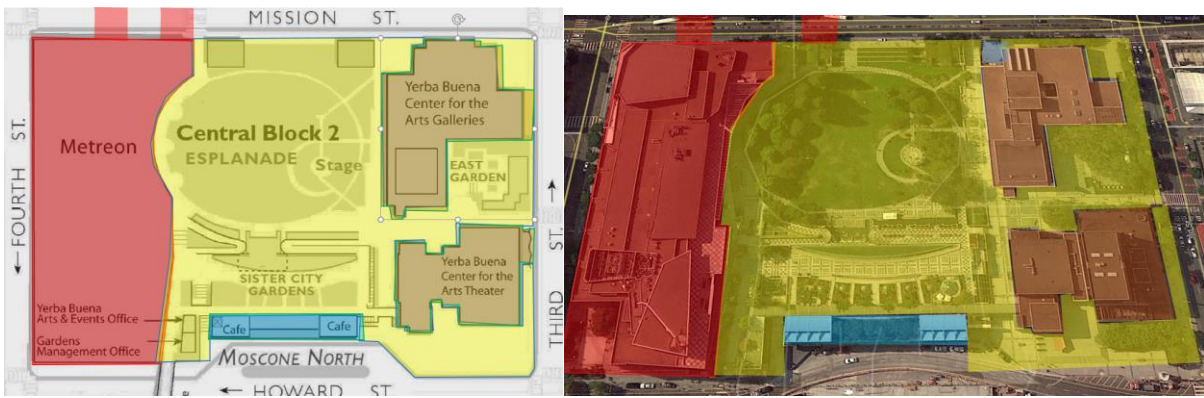 MISSION ST.
Yerba Buena
Center for the
Arts Galleries
Central Block 2
ESPLANADE
Stage
Metreon
EAST
GARDEN
FOURTH ST.
THIRD ST.
SISTER CITY
GARDENS
Yerba Buena
Center for the
Arts Theater
Yerba Buena
Arts & Events Office
Gardens
Management Office
Cafe
Cafe
MOSCONE NORTH
HOWARD ST.